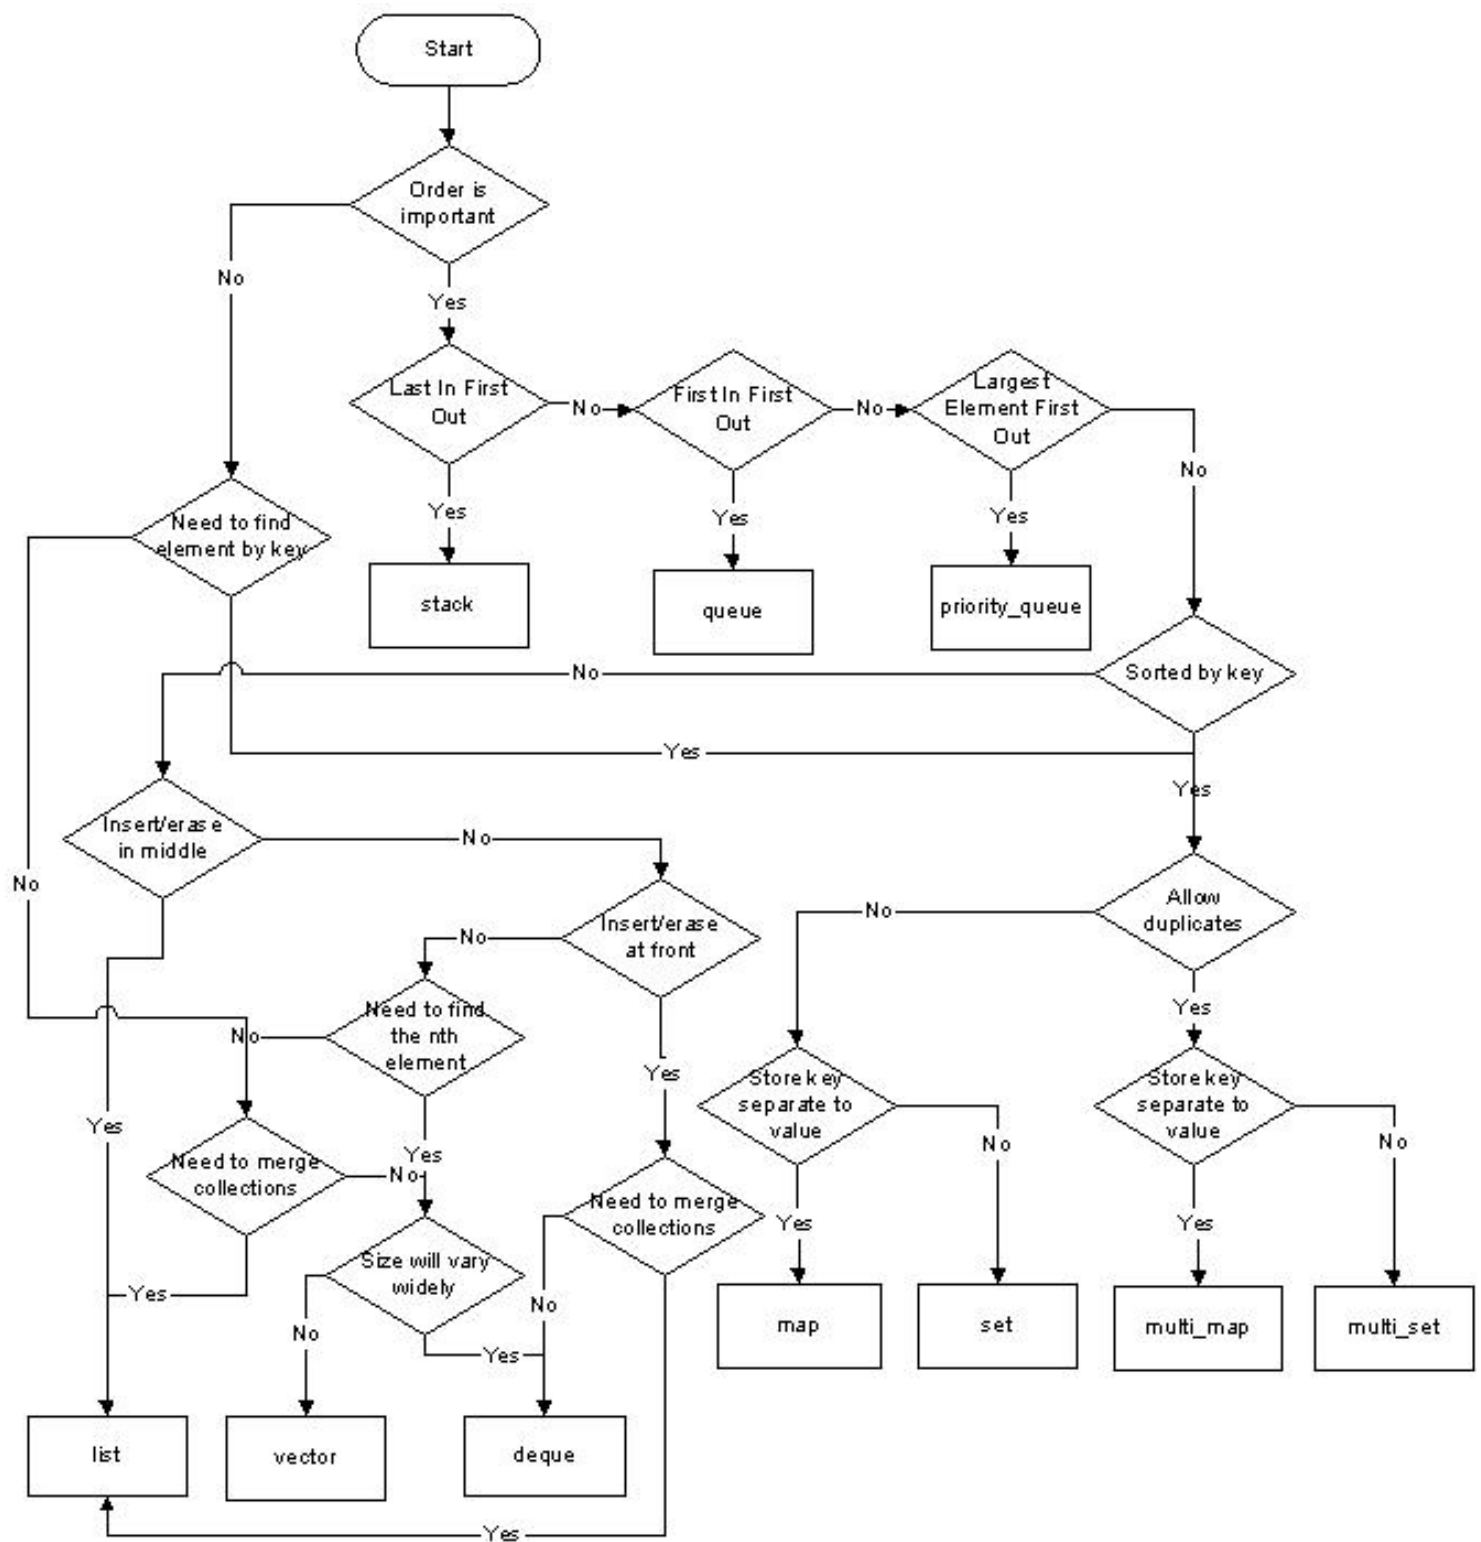 Start
Order is
important
No
Yes
Last In First
Out
No
First In First
Out
No
Largest
Element First
Out
No
Yes
Yes
Yes
Need to find
element by key
stack
queue
priority_queue
No
Sorted by key
Yes
Yes
Insert/erase
in middle
No
No
Allow
duplicates
No
Insert/erase
at front
No
Need to find
the nth
element
No
Yes
Yes
Store key
separate to
value
Store key
separate to
value
Yes
Yes
No
No
Need to merge
collections
No
Need to merge
collections
Yes
Yes
Size will vary
widely
Yes
No
No
Yes
map
set
multi_map
multi_set
list
vector
deque
Yes